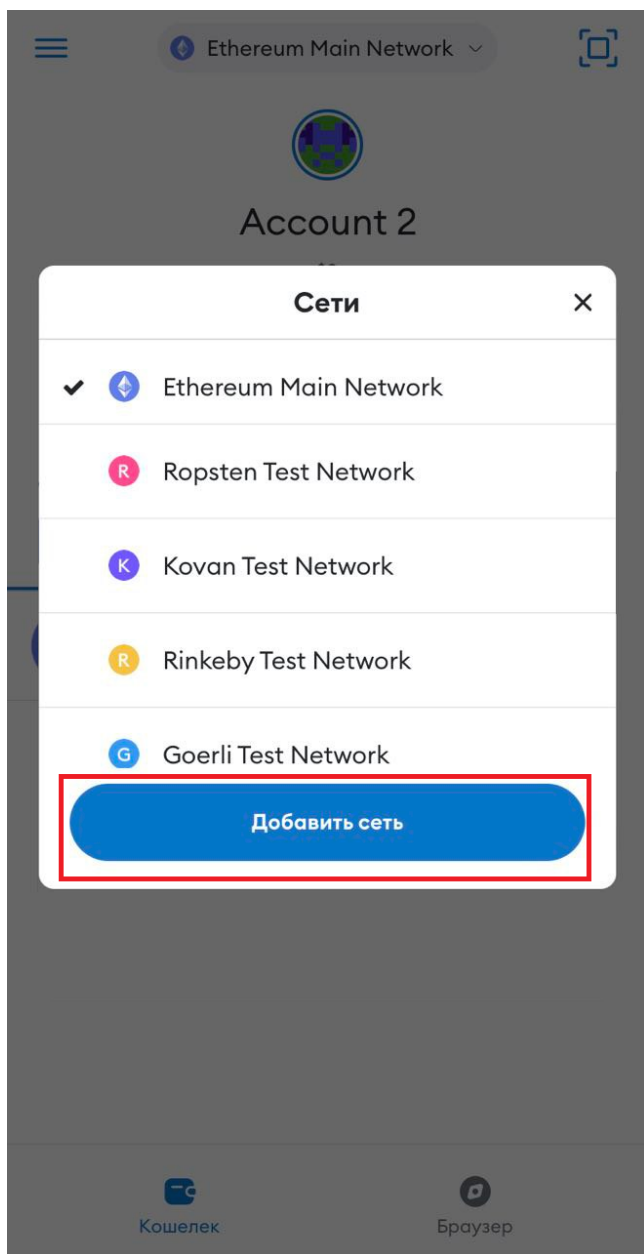 Ethereum Main Network
Account 2
Сети
Ethereum Main Network
R
Ropsten Test Network
K
Kovan Test Network
R
Rinkeby Test Network
G
Goerli Test Network
Добавить сеть
Кошелек
Браузер